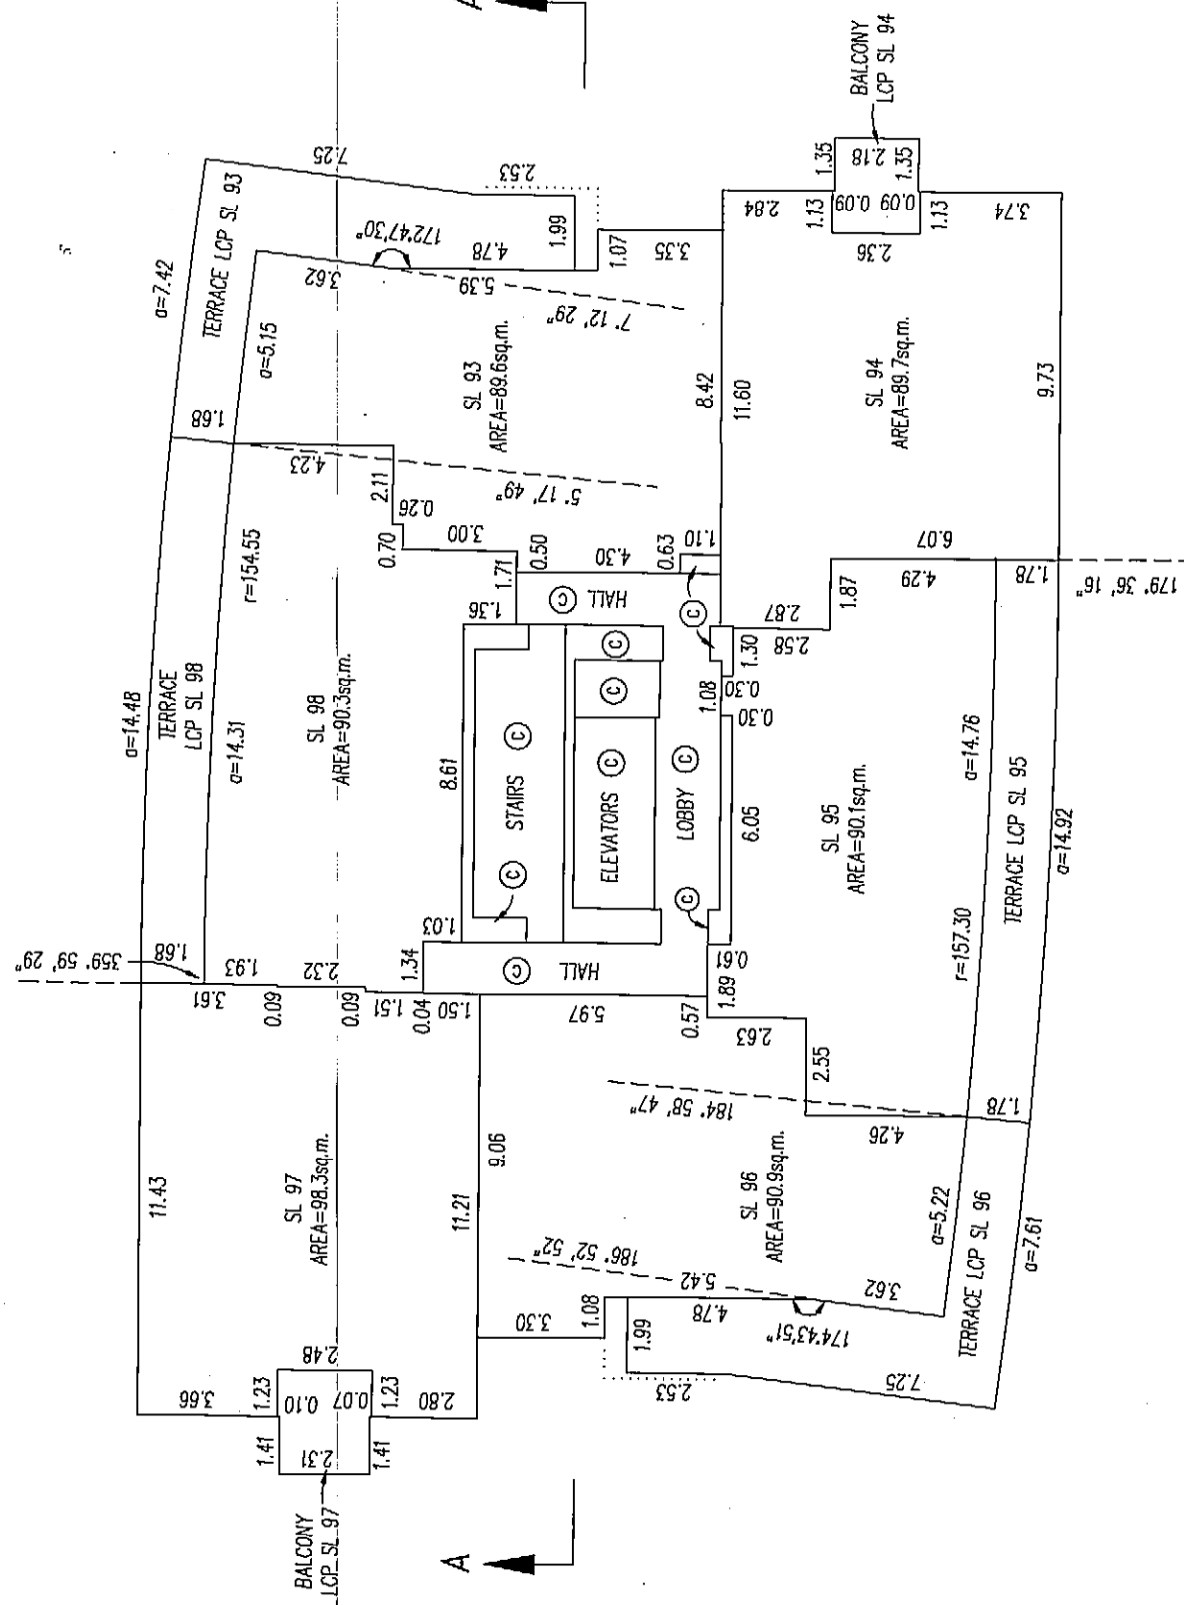 A
BALCONY
LCP SL 94
2.18
1.35
1.35
0.09
0.09
1.13
1.13
2.36
2.84
3.74
7.25
2.53
a=7.42
TERRACE LCP SL 93
172°47'30"
4.78
1.99
1.07
3.35
3.62
5.39
7° 12' 29"
a=5.15
SL 93
AREA=89.6sq.m.
8.42
11.60
SL 94
AREA=89.7sq.m.
9.73
1.68
4.23
2.11
0.26
5° 17' 49"
0.70
3.00
0.50
4.30
0.63
1.10
6.07
4.29
1.78
179° 36' 16"
1.71
1.36
HALL
C
C
1.87
2.87
2.58
1.30
0.30
1.08
0.30
a=14.48
TERRACE
LCP SL 98
r=154.55
a=14.31
SL 98
AREA=90.3sq.m.
8.61
STAIRS C
C
C
C
ELEVATORS C
LOBBY C
C
6.05
SL 95
AREA=90.1sq.m.
a=14.76
r=157.30
TERRACE LCP SL 95
a=14.92
359° 59' 29"
1.68
3.61
1.93
0.09
2.32
0.09
1.51
0.04
1.50
1.34
1.03
HALL
C
5.97
0.61
1.89
0.57
2.63
2.55
4.26
1.78
184° 58' 47"
11.43
SL 97
AREA=98.3sq.m.
11.21
9.06
SL 96
AREA=90.9sq.m.
a=5.22
TERRACE LCP SL 96
a=7.61
186° 52' 52"
5.42
3.62
4.78
174°43'51"
3.30
1.08
1.99
2.53
7.25
2.48
3.66
1.23
0.10
0.07
1.23
2.80
1.41
2.31
1.41
BALCONY
LCP SL 97
A